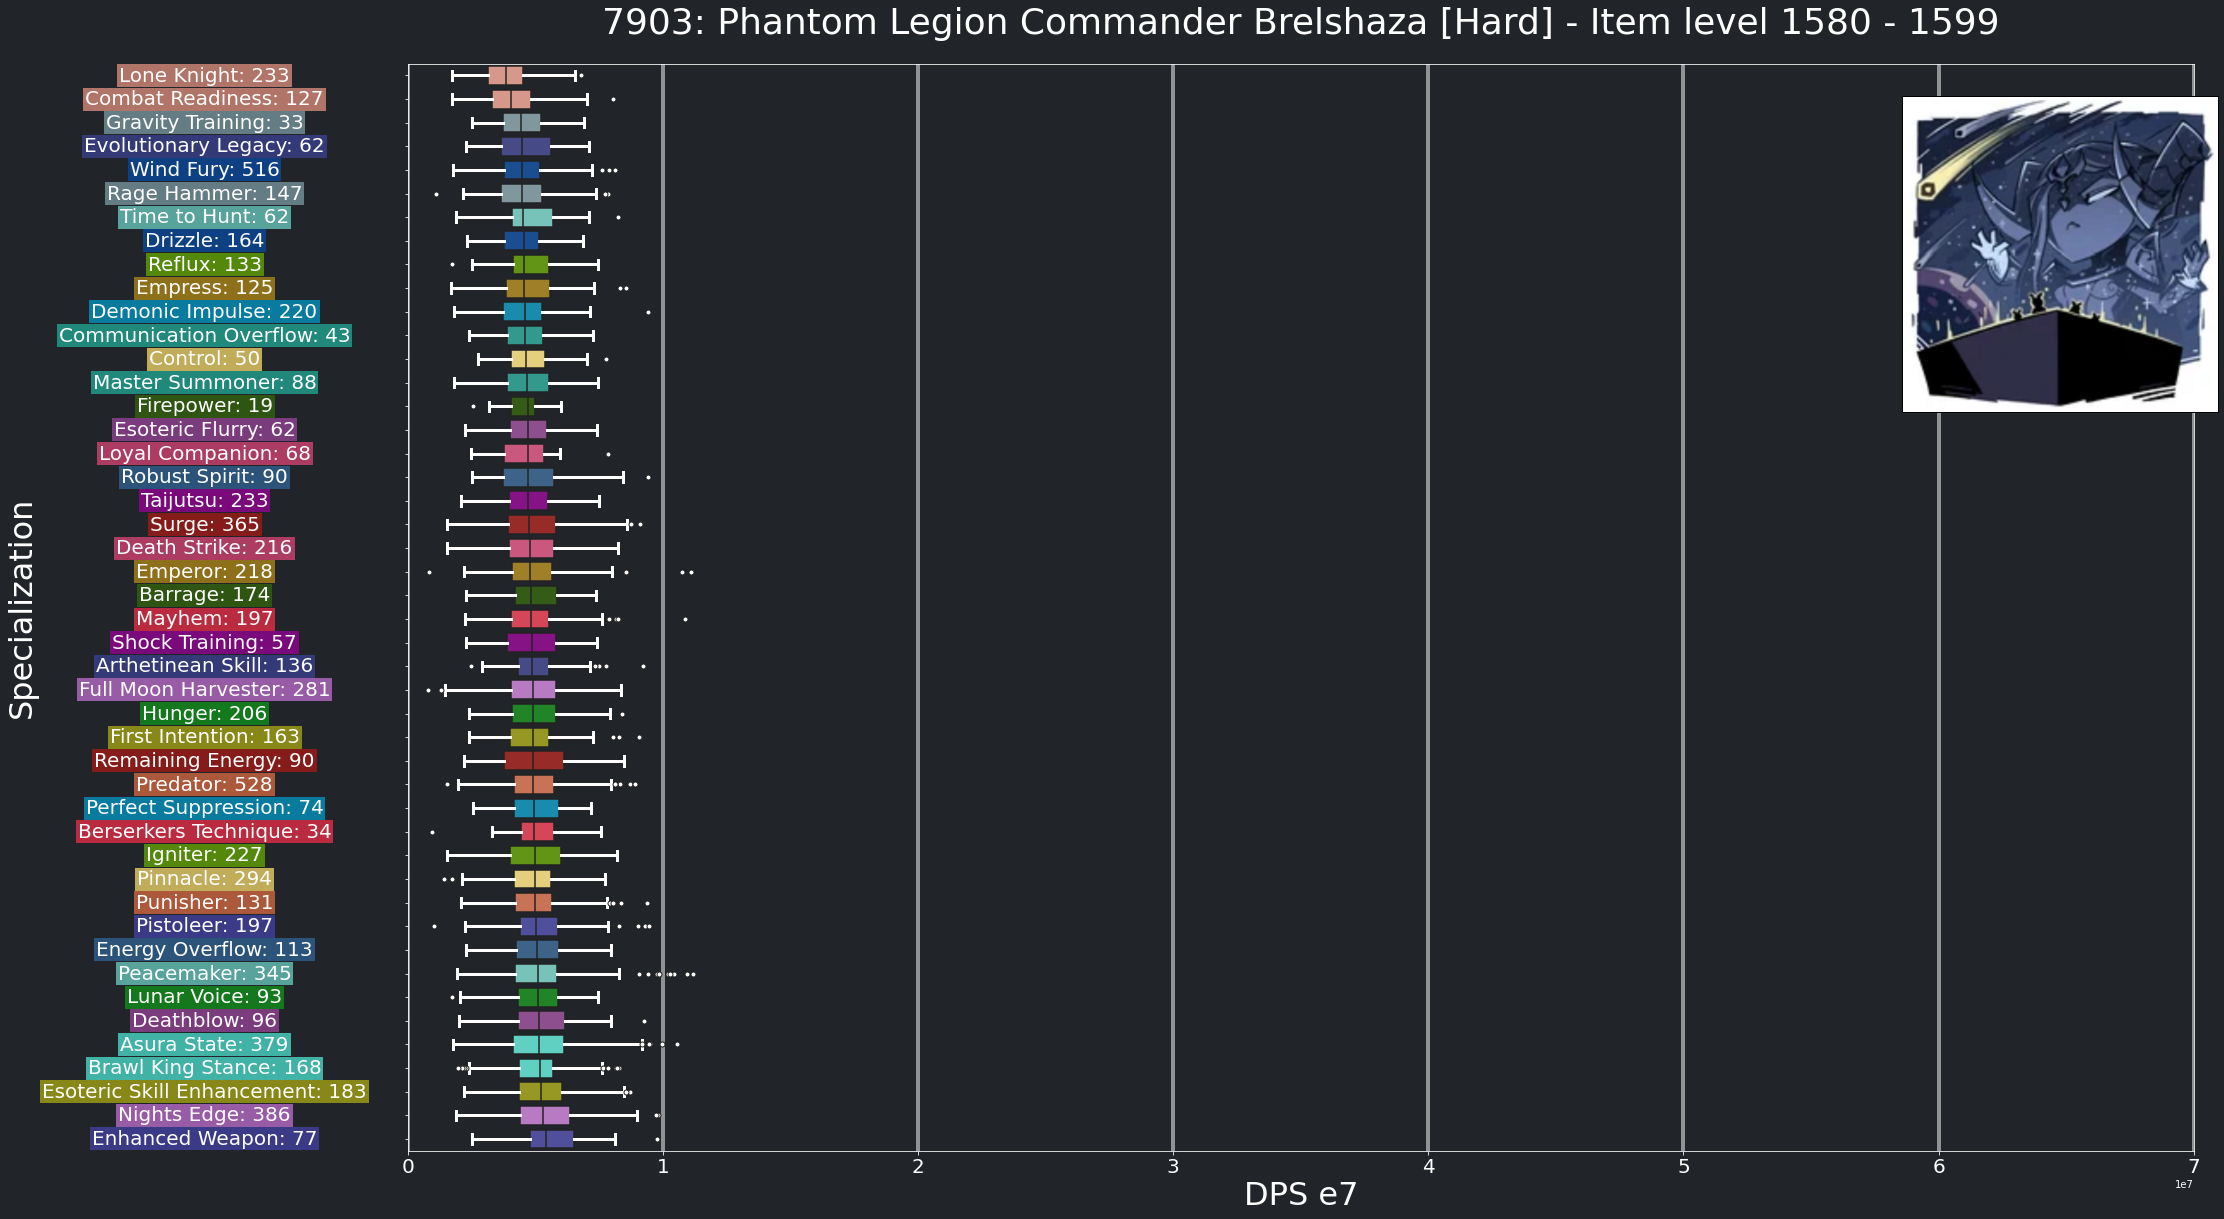 7903: Phantom Legion Commander Brelshaza [Hard] - Item level 1580 - 1599
Lone Knight: 233
Combat Readiness: 127
Gravity Training: 33
Evolutionary Legacy: 62
Wind Fury: 516
Rage Hammer: 147
Time to Hunt: 62
Drizzle: 164
Reflux: 133
Empress: 125
Demonic Impulse: 220
Communication Overflow: 43
Control: 50
Master Summoner: 88
Firepower: 19
Esoteric Flurry: 62
Loyal Companion: 68
Robust Spirit: 90
Taijutsu: 233
Surge: 365
Death Strike: 216
Emperor: 218
Barrage: 174
Mayhem: 197
Shock Training: 57
Arthetinean Skill: 136
Full Moon Harvester: 281
Hunger: 206
First Intention: 163
Remaining Energy: 90
Predator: 528
Perfect Suppression: 74
Berserkers Technique: 34
Igniter: 227
Pinnacle: 294
Punisher: 131
Pistoleer: 197
Energy Overflow: 113
Peacemaker: 345
Lunar Voice: 93
Deathblow: 96
Asura State: 379
Brawl King Stance: 168
Esoteric Skill Enhancement: 183
Nights Edge: 386
Enhanced Weapon: 77
Specialization
0 1 2 3 4 5 6 7
1e7
DPS e7